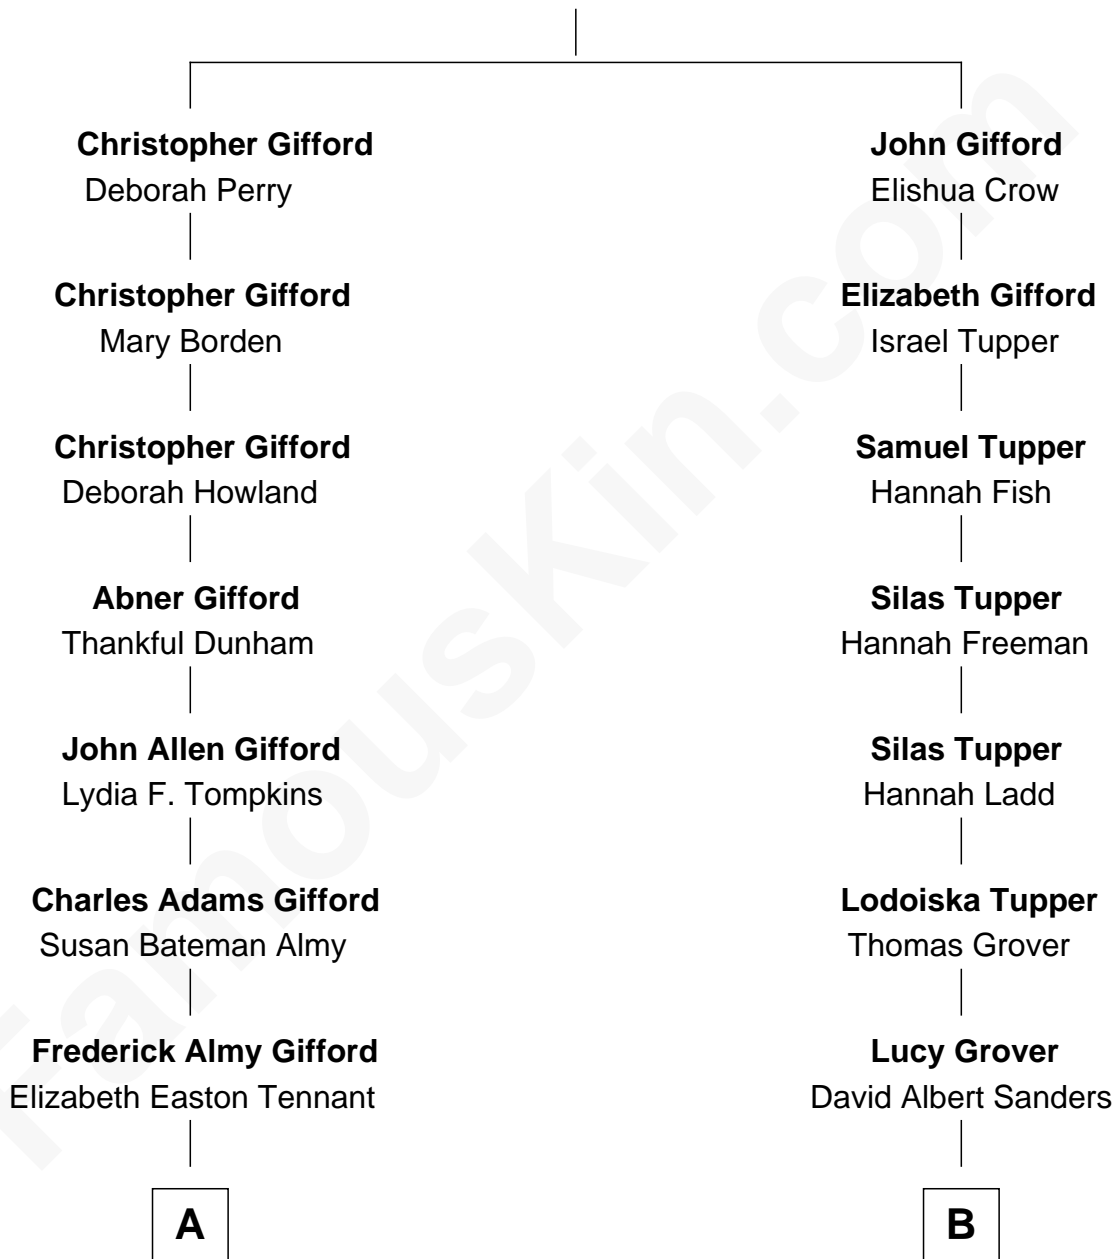 Christopher Gifford
Deborah Perry
Christopher Gifford
Mary Borden
Christopher Gifford
Deborah Howland
Abner Gifford
Thankful Dunham
John Allen Gifford
Lydia F. Tompkins
Charles Adams Gifford
Susan Bateman Almy
Frederick Almy Gifford
Elizabeth Easton Tennant
A
John Gifford
Elishua Crow
Elizabeth Gifford
Israel Tupper
Samuel Tupper
Hannah Fish
Silas Tupper
Hannah Freeman
Silas Tupper
Hannah Ladd
Lodoiska Tupper
Thomas Grover
Lucy Grover
David Albert Sanders
B
FamousKin.com